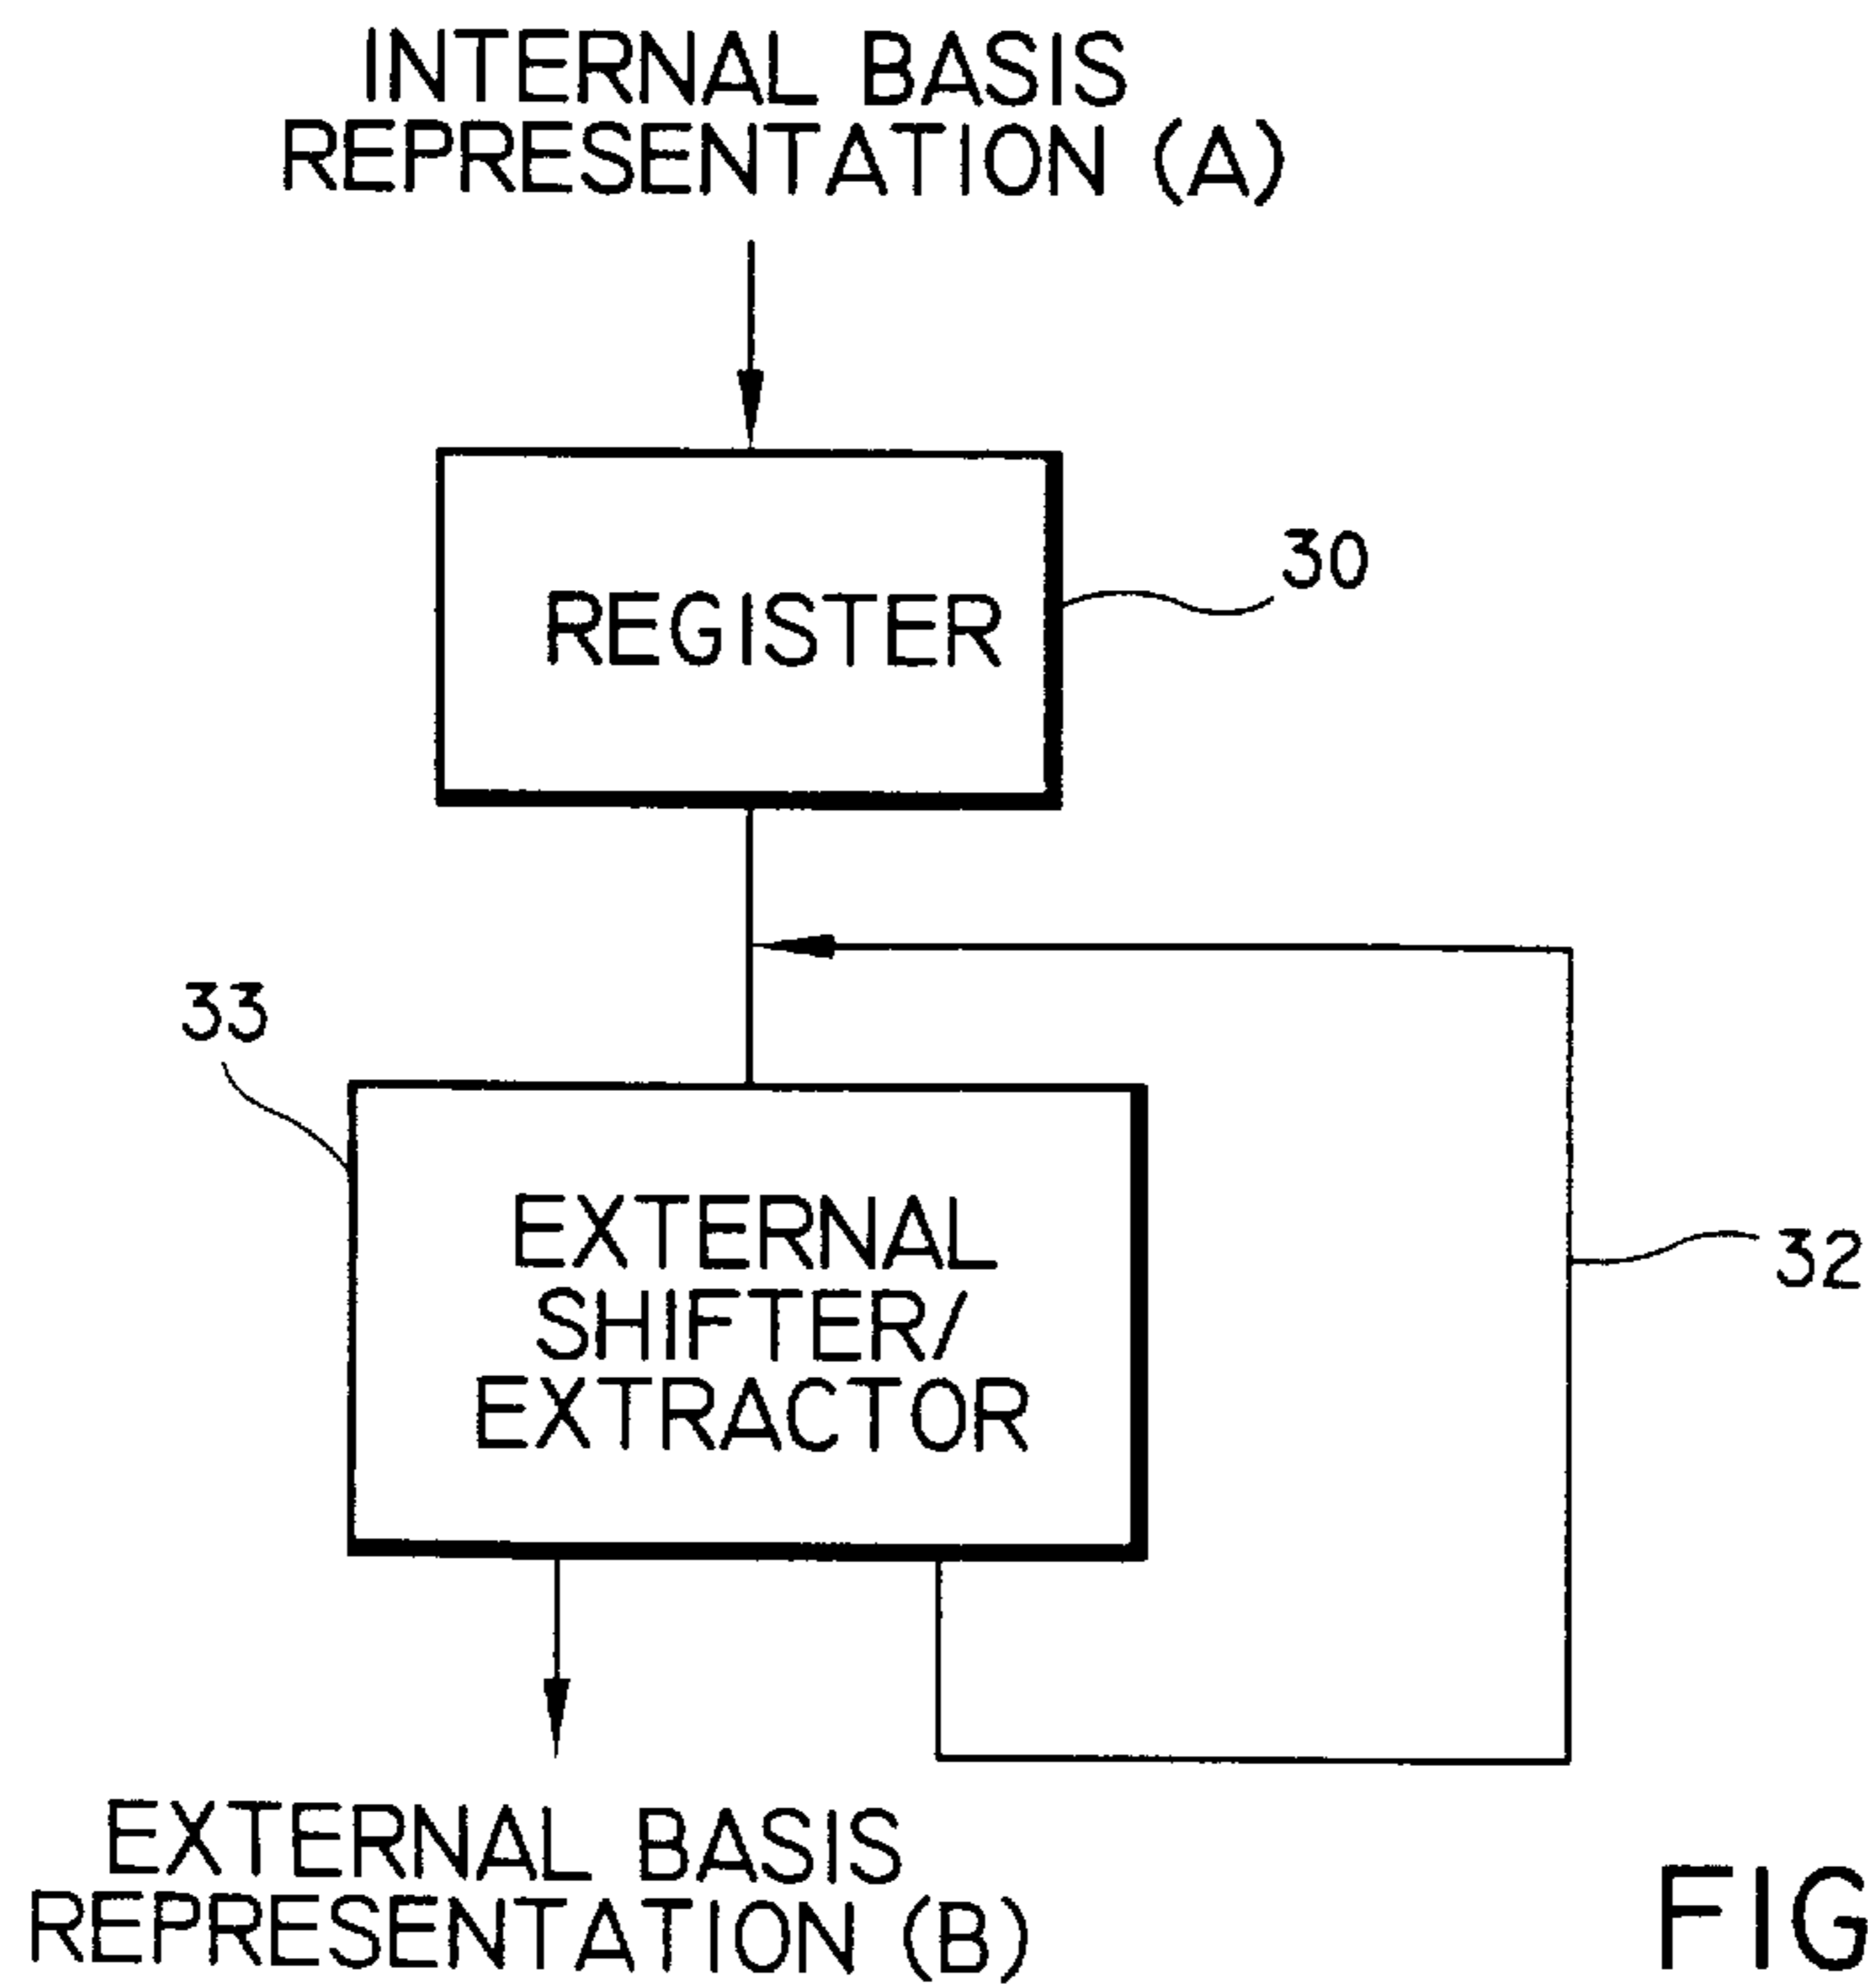 INTERNAL BASIS
REPRESENTATION (A)
REGISTER
30
33
EXTERNAL
SHIFTER/
EXTRACTOR
32
EXTERNAL BASIS
REPRESENTATION (B)
FIG